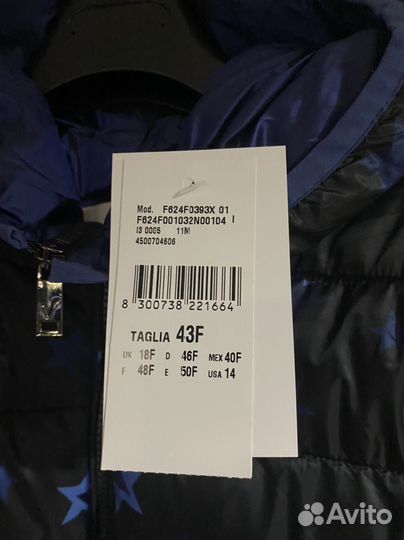 Mod. F624F0393X 01
F624F001032N00104 I
I3 0005 11M
4500704606
8 300738 221664
TAGLIA 43F
UK 18F D 46F MEX 40F
F 48F E 50F USA 14
Avito